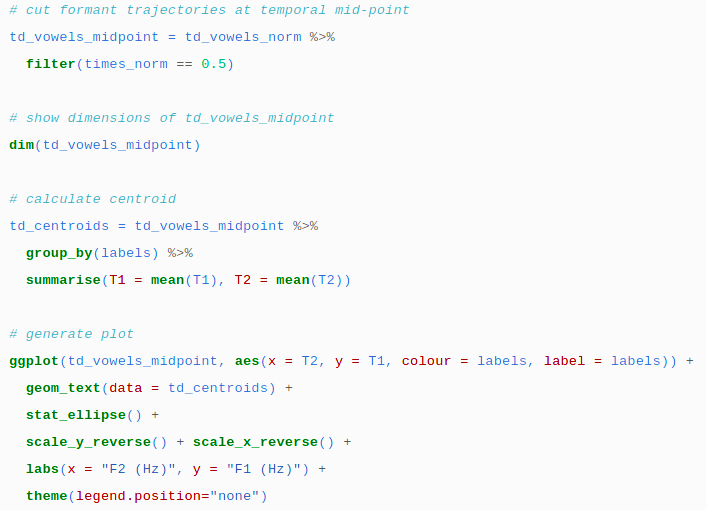 # cut formant trajectories at temporal mid-point
td_vowels_midpoint = td_vowels_norm %>%
  filter(times_norm == 0.5)
# show dimensions of td_vowels_midpoint
dim(td_vowels_midpoint)
# calculate centroid
td_centroids = td_vowels_midpoint %>%
  group_by(labels) %>%
  summarise(T1 = mean(T1), T2 = mean(T2))
# generate plot
ggplot(td_vowels_midpoint, aes(x = T2, y = T1, colour = labels, label = labels)) +
  geom_text(data = td_centroids) +
  stat_ellipse() +
  scale_y_reverse() + scale_x_reverse() +
  labs(x = "F2 (Hz)", y = "F1 (Hz)") +
  theme(legend.position="none")